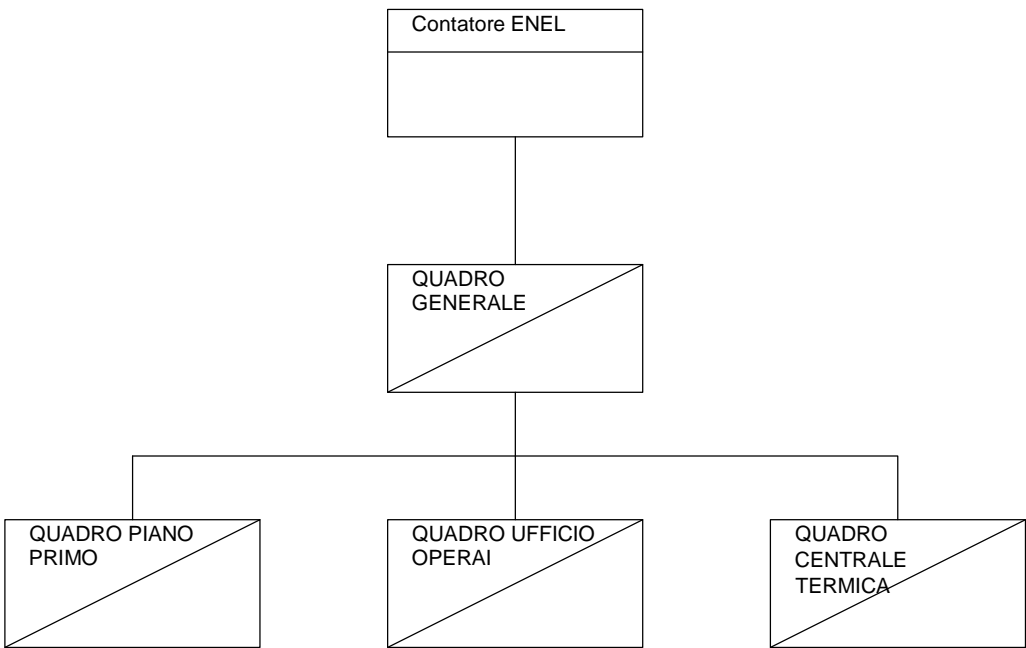 Contatore ENEL
QUADRO
GENERALE
QUADRO PIANO
PRIMO
QUADRO UFFICIO
OPERAI
QUADRO
CENTRALE
TERMICA